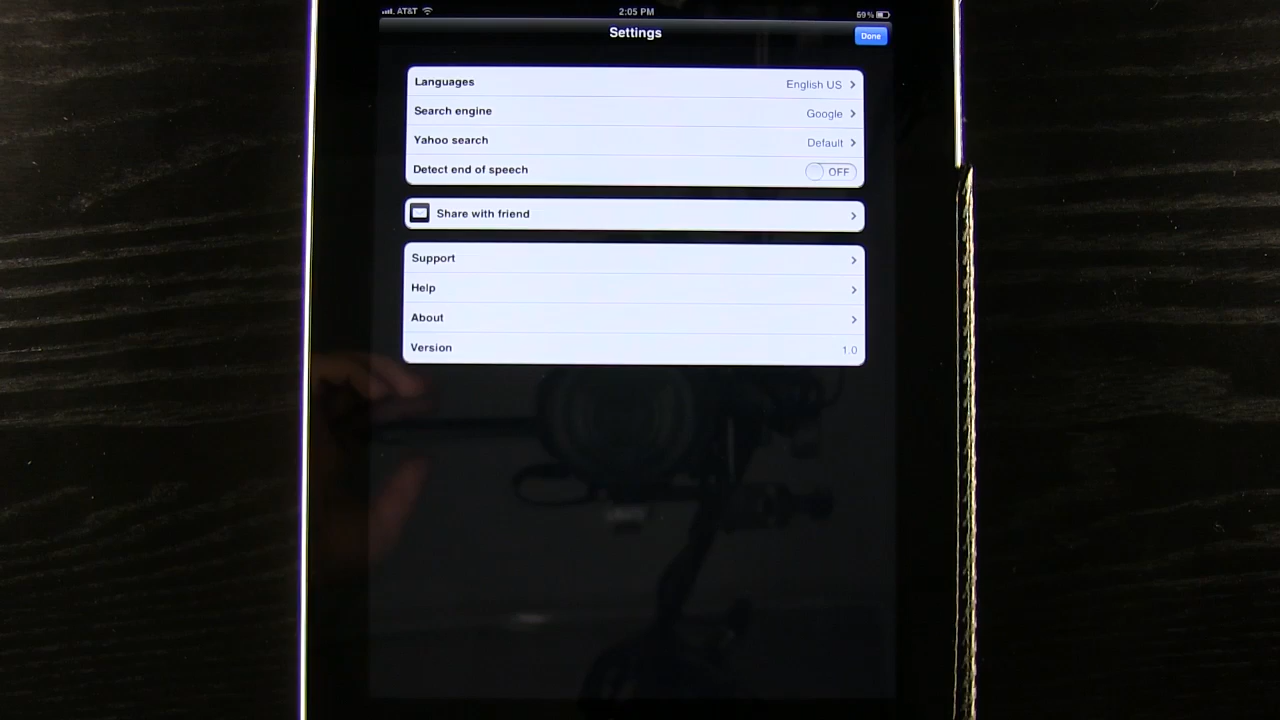 AT&T 2:05 PM 59%
Settings Done
Languages English US
Search engine Google
Yahoo search Default
Detect end of speech OFF
Share with friend
Support
Help
About
Version 1.0